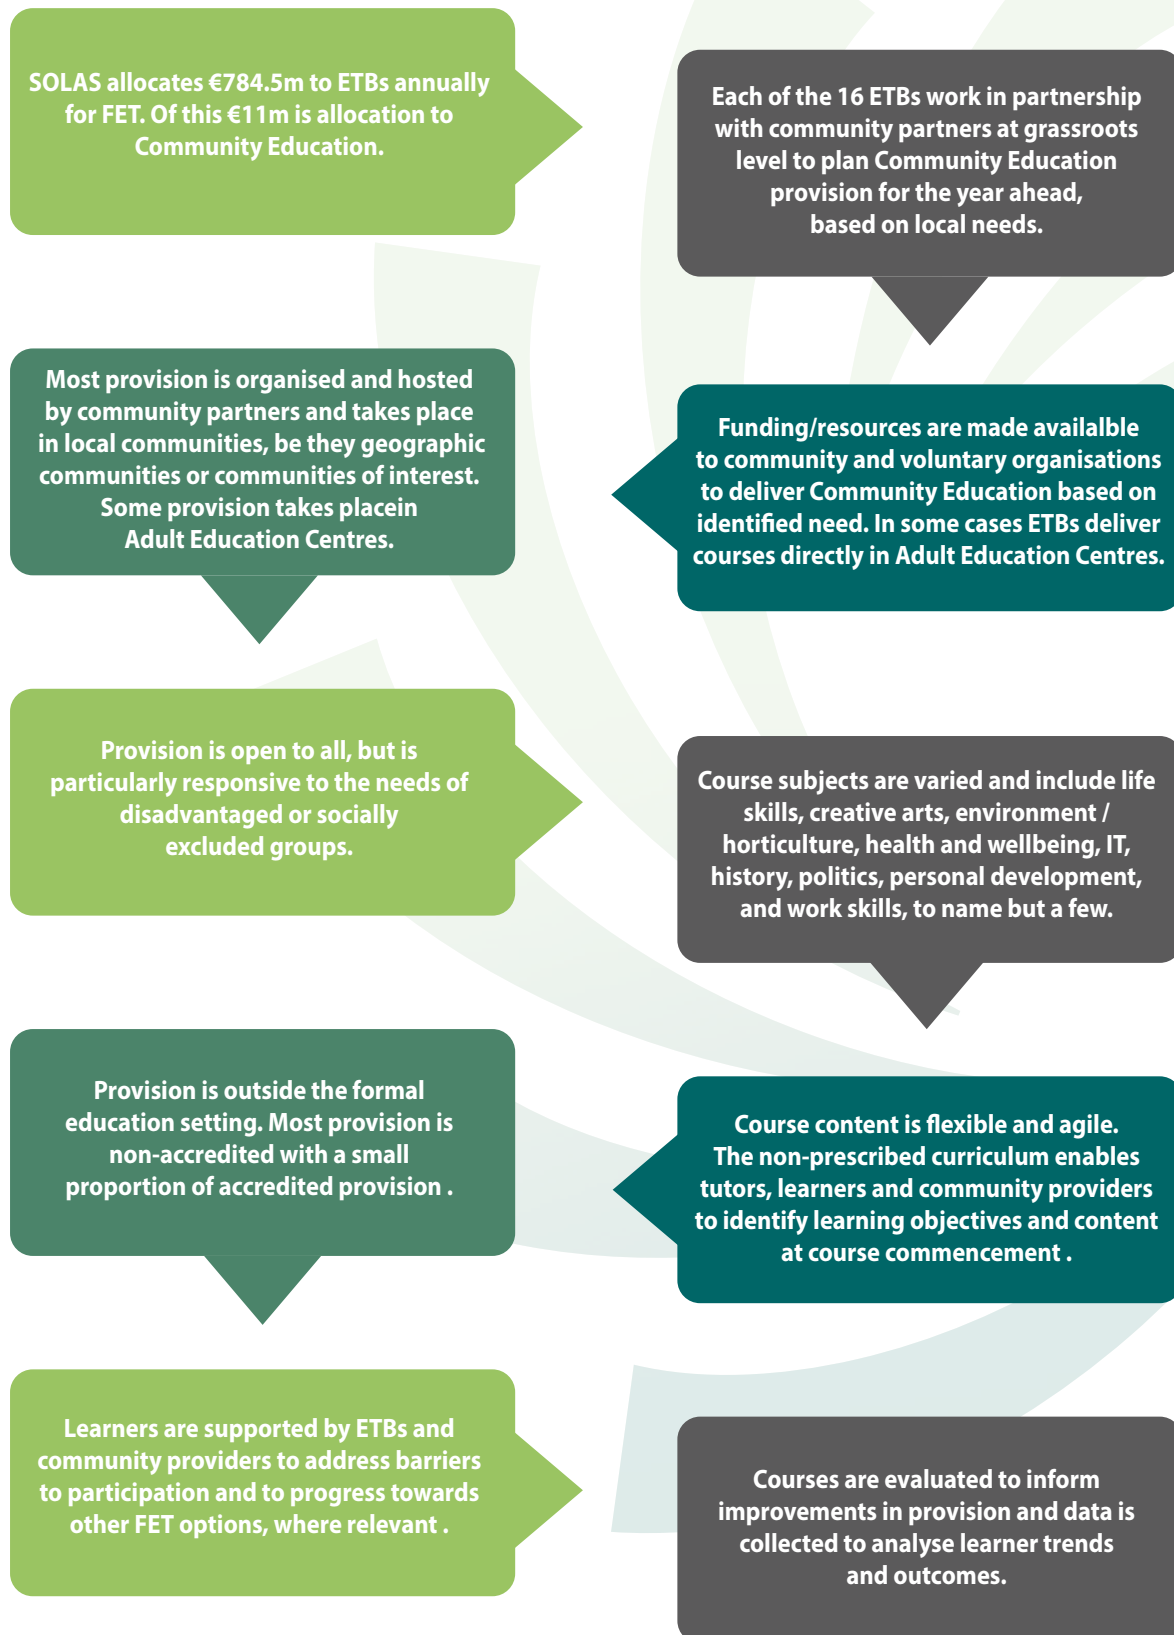 SOLAS allocates €784.5m to ETBs annually
for FET. Of this €11m is allocation to
Community Education.
Each of the 16 ETBs work in partnership
with community partners at grassroots
level to plan Community Education
provision for the year ahead,
based on local needs.
Funding/resources are made availalble
to community and voluntary organisations
to deliver Community Education based on
identified need. In some cases ETBs deliver
courses directly in Adult Education Centres.
Most provision is organised and hosted
by community partners and takes place
in local communities, be they geographic
communties or communities of interest.
Some provision takes placein
Adult Education Centres.
Provision is open to all, but is
particularly responsive to the needs of
disadvantaged or socially
excluded groups.
Course subjects are varied and include life
skills, creative arts, environment /
horticulture, health and wellbeing, IT,
history, politics, personal development,
and work skills, to name but a few.
Course content is flexible and agile.
The non-prescribed curriculum enables
tutors, learners and community providers
to identify learning objectives and content
at course commencement .
Provision is outside the formal
education setting. Most provision is
non-accredited with a small
proportion of accredited provision .
Learners are supported by ETBs and
community providers to address barriers
to participation and to progress towards
other FET options, where relevant .
Courses are evaluated to inform
improvements in provision and data is
collected to analyse learner trends
and outcomes.